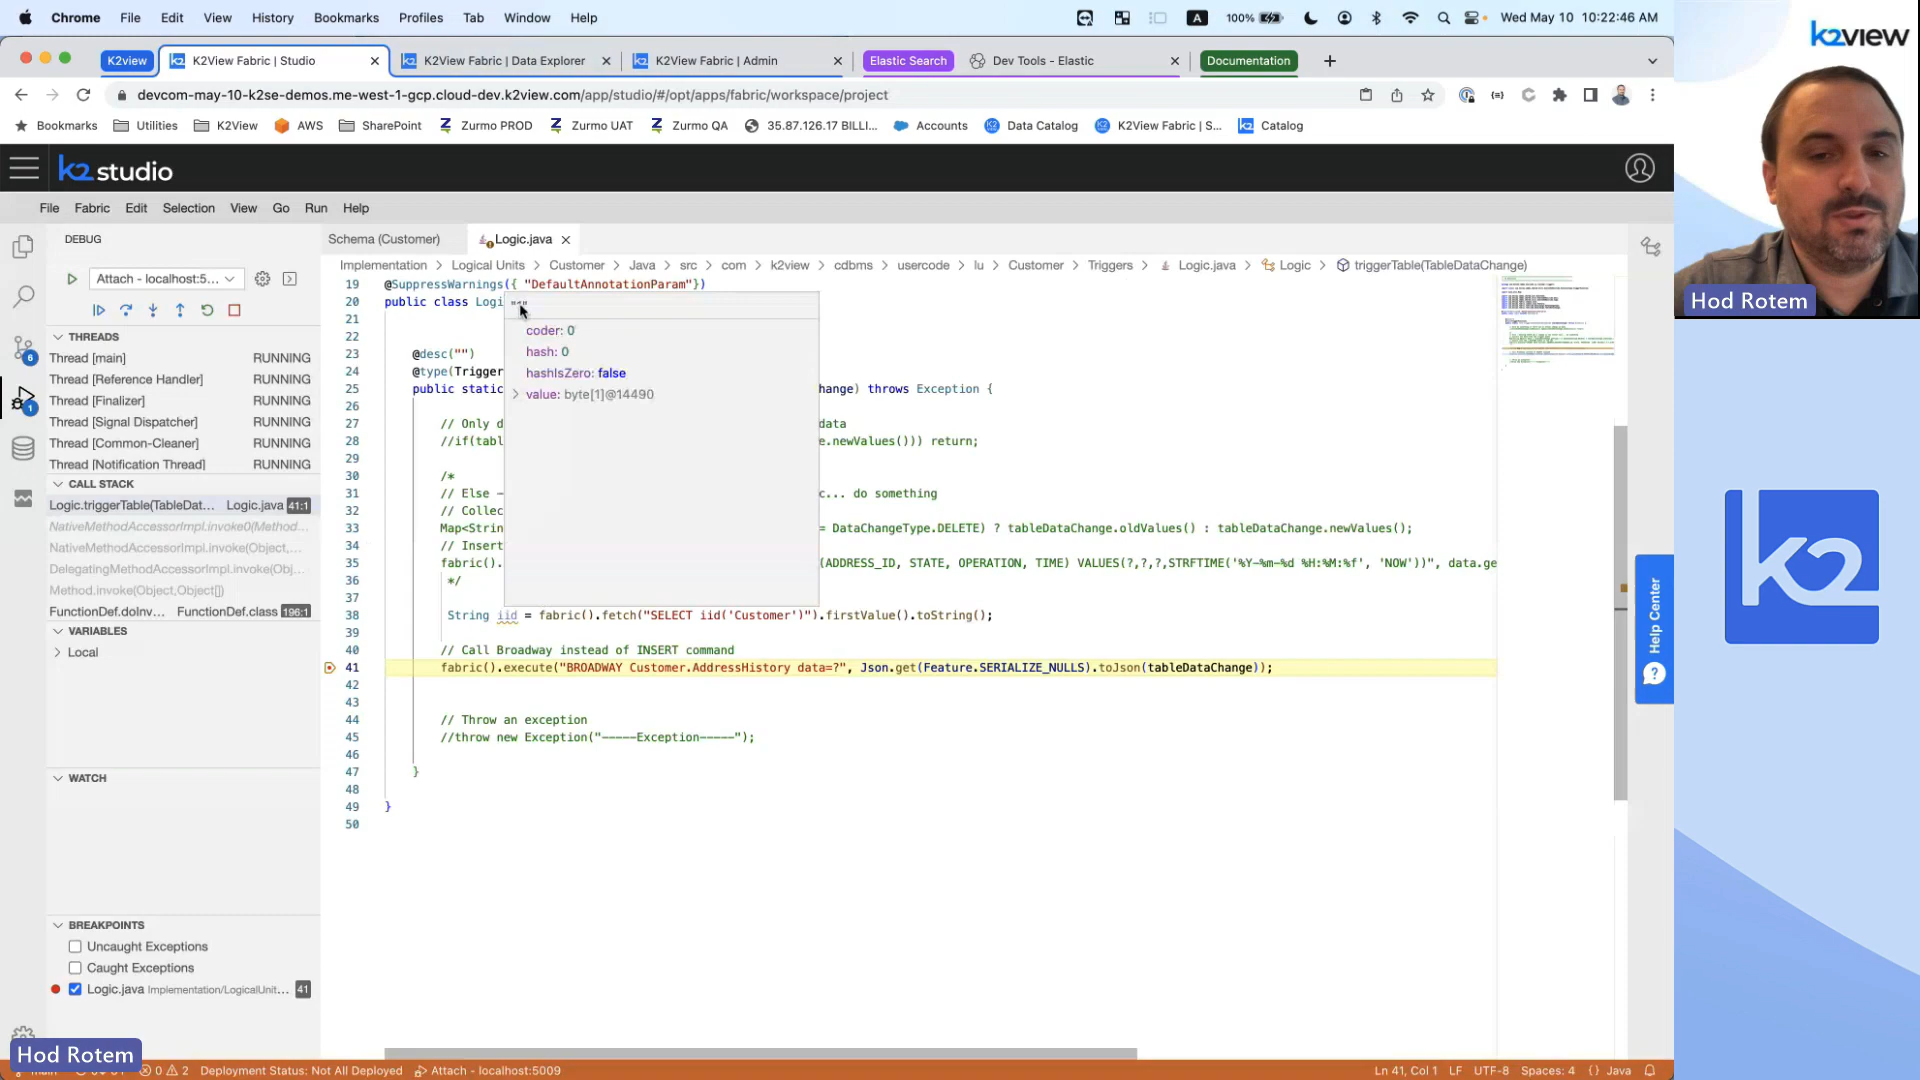 Chrome File Edit View History Bookmarks Profiles Tab Window Help
A 100% Wed May 10 10:22:46 AM
K2view K2View Fabric | Studio K2View Fabric | Data Explorer K2View Fabric | Admin Elastic Search Dev Tools - Elastic Documentation
devcom-may-10-k2se-demos.me-west-1-gcp.cloud-dev.k2view.com/app/studio/#/opt/apps/fabric/workspace/project
Bookmarks Utilities K2View AWS SharePoint Zurmo PROD Zurmo UAT Zurmo QA 35.87.126.17 BILLI... Accounts Data Catalog K2View Fabric | S... Catalog
k2studio
File Fabric Edit Selection View Go Run Help
DEBUG
Attach - localhost:5...
THREADS
Thread [main] RUNNING
Thread [Reference Handler] RUNNING
Thread [Finalizer] RUNNING
Thread [Signal Dispatcher] RUNNING
Thread [Common-Cleaner] RUNNING
Thread [Notification Thread] RUNNING
CALL STACK
Logic.triggerTable(TableDat... Logic.java 41:1
NativeMethodAccessorImpl.invoke0(Method...
NativeMethodAccessorImpl.invoke(Object,...
DelegatingMethodAccessorImpl.invoke(Obj...
Method.invoke(Object,Object[])
FunctionDef.doInv... FunctionDef.class 196:1
VARIABLES
Local
WATCH
BREAKPOINTS
Uncaught Exceptions
Caught Exceptions
Logic.java Implementation/LogicalUnit... 41
6
1
Schema (Customer) Logic.java
Implementation > Logical Units > Customer > Java > src > com > k2view > cdbms > usercode > lu > Customer > Triggers > Logic.java > Logic > triggerTable(TableDataChange)
19 @SuppressWarnings({ "DefaultAnnotationParam"})
20 public class Logi
21
22
23 @desc("")
24 @type(Trigger
25 public static hange) throws Exception {
26
27 // Only d data
28 //if(tabl e.newValues())) return;
29
30 /*
31 // Else - c... do something
32 // Collec
33 Map<String = DataChangeType.DELETE) ? tableDataChange.oldValues() : tableDataChange.newValues();
34 // Insert
35 fabric(). (ADDRESS_ID, STATE, OPERATION, TIME) VALUES(?,?,?,STRFTIME('%Y-%m-%d %H:%M:%f', 'NOW'))", data.ge
36 */
37
38 String iid = fabric().fetch("SELECT iid('Customer')").firstValue().toString();
39
40 // Call Broadway instead of INSERT command
41 fabric().execute("BROADWAY Customer.AddressHistory data=?", Json.get(Feature.SERIALIZE_NULLS).toJson(tableDataChange));
42
43
44 // Throw an exception
45 //throw new Exception("-----Exception-----");
46
47 }
48
49 }
50
coder: 0
hash: 0
hashIsZero: false
value: byte[1]@14490
Help Center
Hod Rotem
0 2 Deployment Status: Not All Deployed Attach - localhost:5009
Ln 41, Col 1 LF UTF-8 Spaces: 4 {} Java
k2view
Hod Rotem
k2